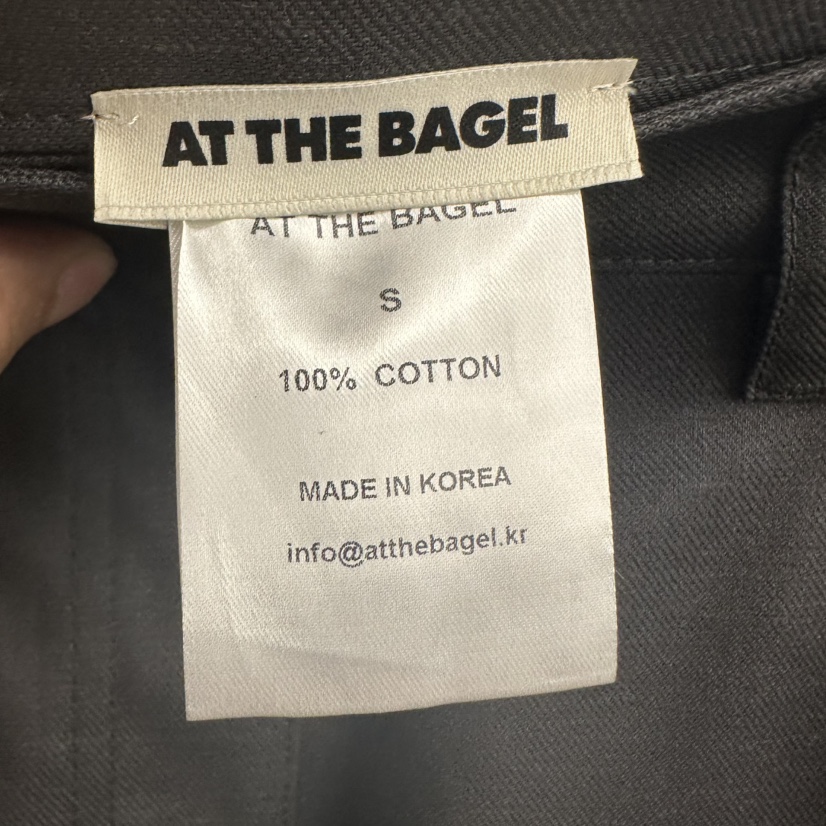 AT THE BAGEL
AT THE BAGEL
S
100% COTTON
MADE IN KOREA
info@atthebagel.kr